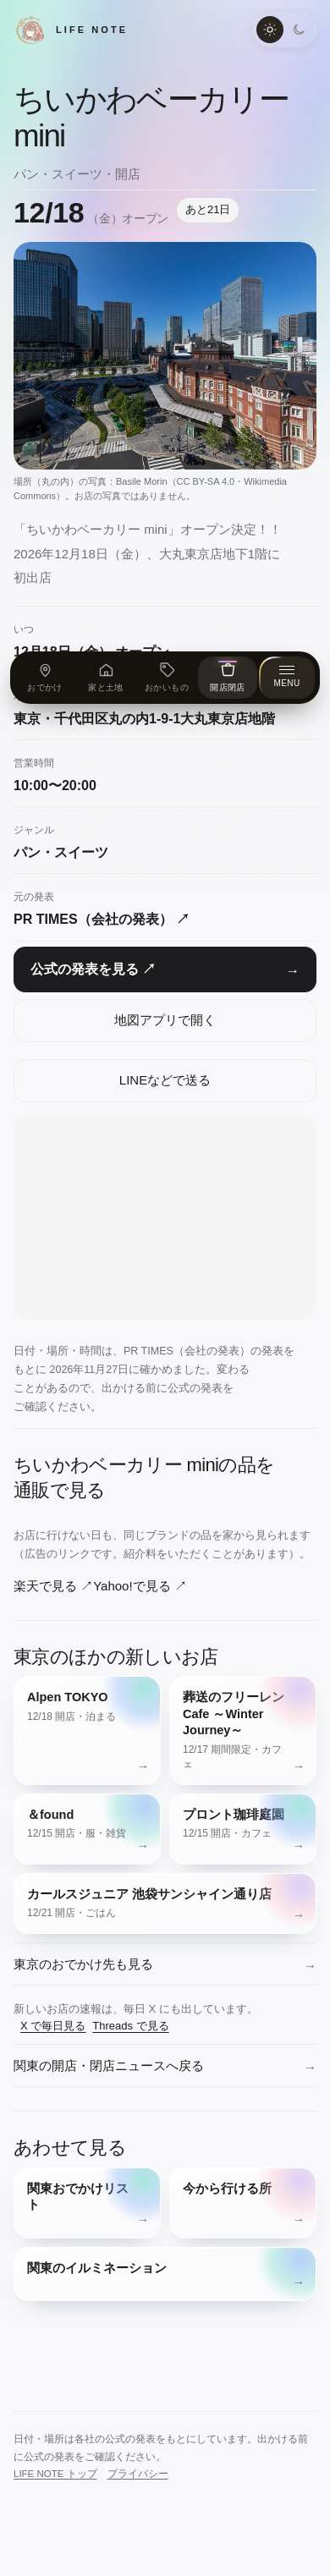 LIFE NOTE
ちいかわベーカリー
mini
パン・スイーツ・開店
12/18（金）オープン あと21日
場所（丸の内）の写真：Basile Morin（CC BY-SA 4.0・Wikimedia
Commons）。お店の写真ではありません。
「ちいかわベーカリー mini」オープン決定！！
2026年12月18日（金）、大丸東京店地下1階に
初出店
いつ
12月18日（金） オープン
おでかけ 家と土地 おかいもの 開店閉店 MENU
東京・千代田区丸の内1-9-1大丸東京店地階
営業時間
10:00〜20:00
ジャンル
パン・スイーツ
元の発表
PR TIMES（会社の発表） ↗
公式の発表を見る ↗ →
地図アプリで開く
LINEなどで送る
日付・場所・時間は、PR TIMES（会社の発表）の発表を
もとに 2026年11月27日に確かめました。変わる
ことがあるので、出かける前に公式の発表を
ご確認ください。
ちいかわベーカリー miniの品を
通販で見る
お店に行けない日も、同じブランドの品を家から見られます
（広告のリンクです。紹介料をいただくことがあります）。
楽天で見る ↗Yahoo!で見る ↗
東京のほかの新しいお店
Alpen TOKYO
12/18 開店・泊まる
→
葬送のフリーレン
Cafe ～Winter
Journey～
12/17 期間限定・カフ
ェ
→
＆found
12/15 開店・服・雑貨
→
プロント珈琲庭園
12/15 開店・カフェ
→
カールスジュニア 池袋サンシャイン通り店
12/21 開店・ごはん
→
東京のおでかけ先も見る →
新しいお店の速報は、毎日 X にも出しています。
X で毎日見る Threads で見る
関東の開店・閉店ニュースへ戻る →
あわせて見る
関東おでかけリス
ト
→
今から行ける所
→
関東のイルミネーション
→
日付・場所は各社の公式の発表をもとにしています。出かける前
に公式の発表をご確認ください。
LIFE NOTE トップ プライバシー